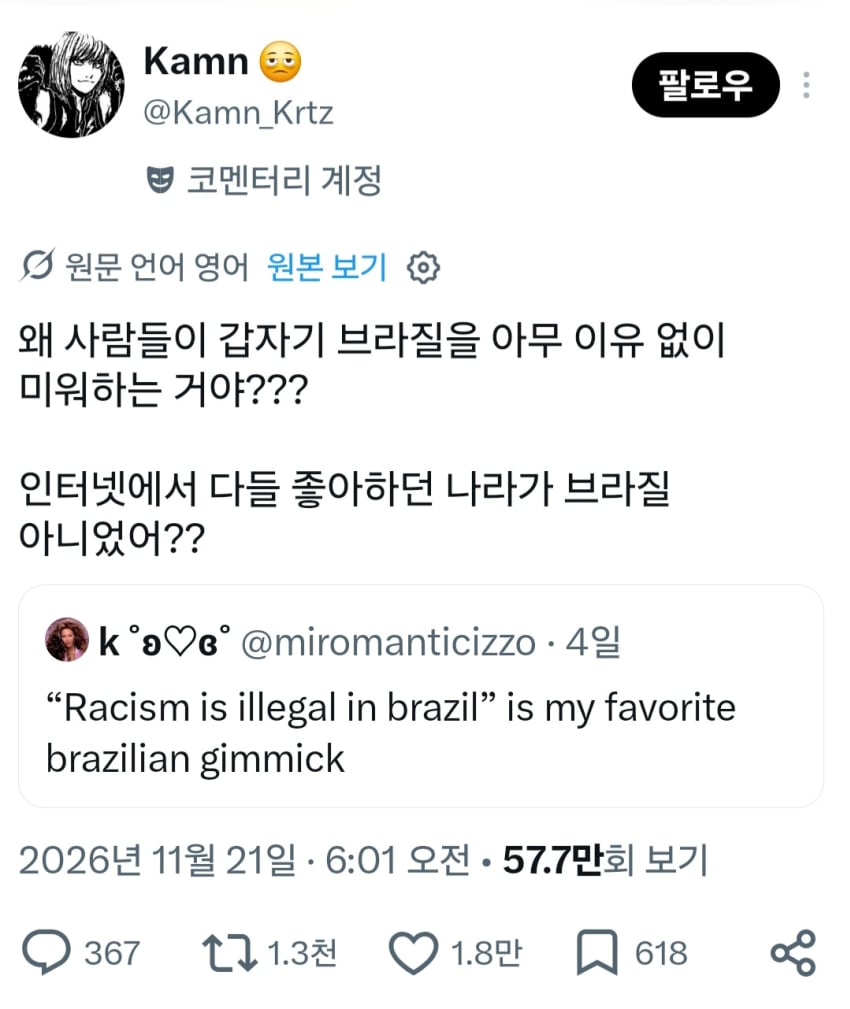 Kamn 😔
@Kamn_Krtz
팔로우
코멘터리 계정
원문 언어 영어 원본 보기
왜 사람들이 갑자기 브라질을 아무 이유 없이
미워하는 거야???
인터넷에서 다들 좋아하던 나라가 브라질
아니었어??
k ˚ʚ♡ɞ˚ @miromanticizzo · 4일
“Racism is illegal in brazil” is my favorite
brazilian gimmick
2026년 11월 21일 · 6:01 오전 • 57.7만회 보기
367 1.3천 1.8만 618